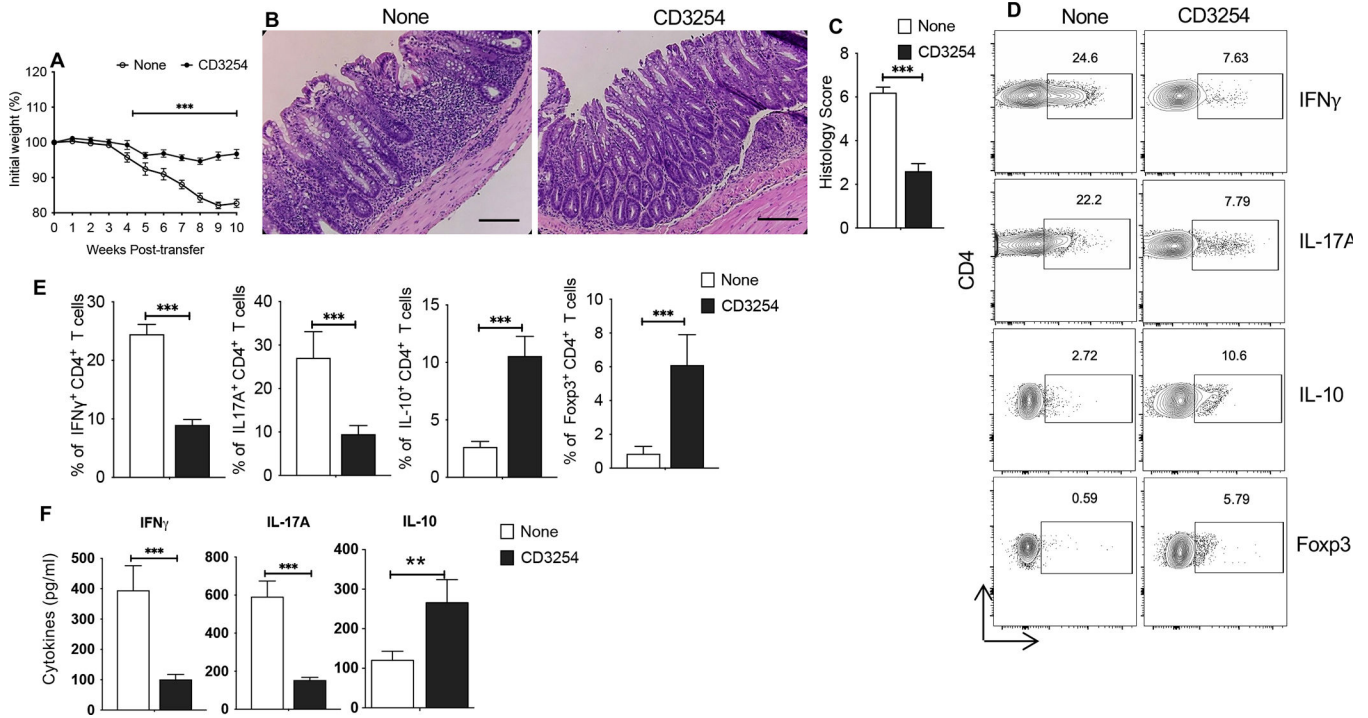 A
None
CD3254
***
Initial weight (%)
120
100
90
80
0 1 2 3 4 5 6 7 8 9 10
Weeks Post-transfer
B
None
CD3254
C
None
CD3254
***
Histology Score
8
6
4
2
0
D
None
CD3254
24.6
7.63
IFNγ
22.2
7.79
IL-17A
CD4
2.72
10.6
IL-10
0.59
5.79
Foxp3
E
None
CD3254
% of IFNγ+ CD4+ T cells
30
20
10
0
***
% of IL17A+ CD4+ T cells
40
30
20
10
0
***
% of IL-10+ CD4+ T cells
15
10
5
0
***
% of Foxp3+ CD4+ T cells
10
8
6
4
2
0
***
F
None
CD3254
Cytokines (pg/ml)
IFNγ
500
400
300
200
100
0
***
IL-17A
800
600
400
200
0
***
IL-10
400
300
200
100
0
**